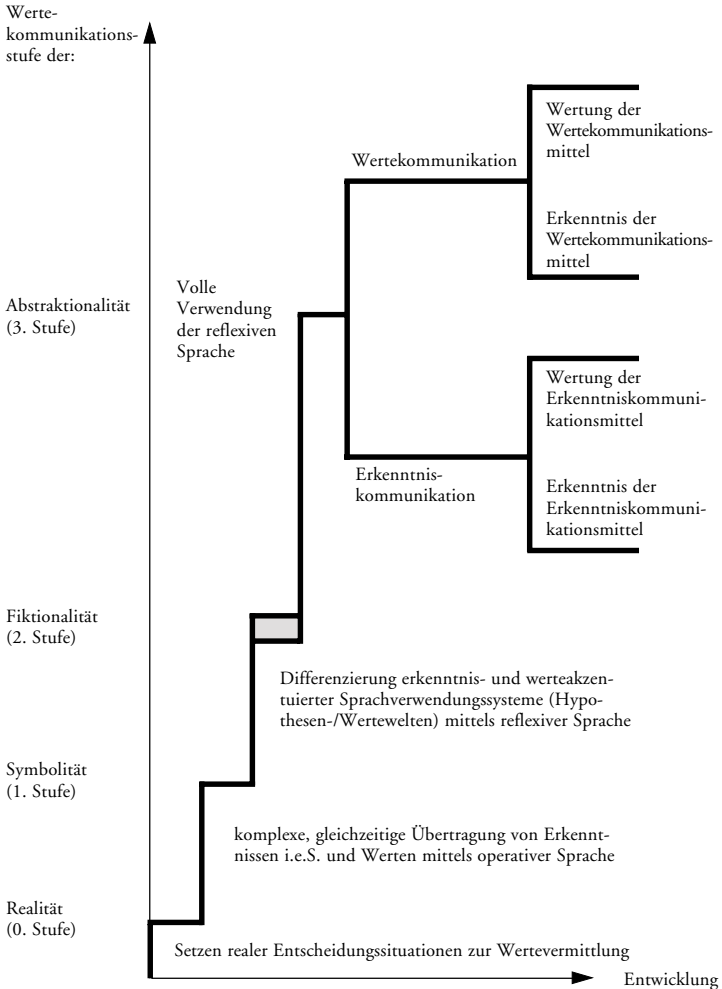 Werte-
kommunikations-
stufe der:
Wertung der
Wertekommunikations-
mittel
Wertekommunikation
Erkenntnis der
Wertekommunikations-
mittel
Volle
Verwendung
der reflexiven
Sprache
Abstraktionalität
(3. Stufe)
Wertung der
Erkenntniskommuni-
kationsmittel
Erkenntnis-
kommunikation
Erkenntnis der
Erkenntniskommuni-
kationsmittel
Fiktionalität
(2. Stufe)
Differenzierung erkenntnis- und werteakzen-
tuierter Sprachverwendungssysteme (Hypo-
thesen-/Wertewelten) mittels reflexiver Sprache
Symbolität
(1. Stufe)
komplexe, gleichzeitige Übertragung von Erkennt-
nissen i.e.S. und Werten mittels operativer Sprache
Realität
(0. Stufe)
Setzen realer Entscheidungssituationen zur Wertevermittlung
Entwicklung